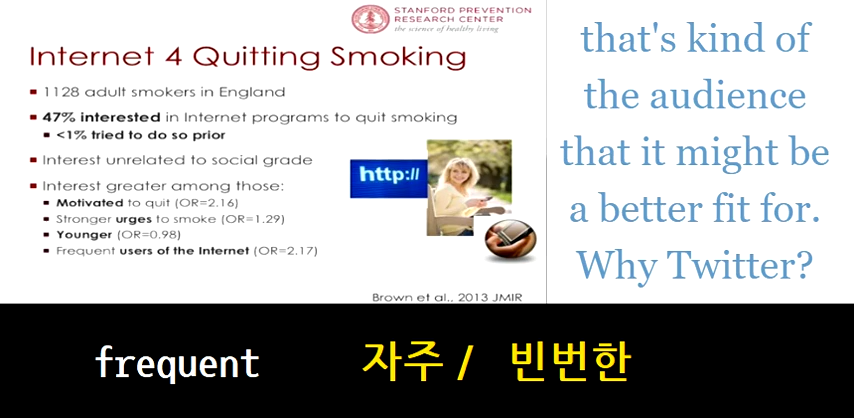 STANFORD PREVENTION
RESEARCH CENTER
the science of healthy living
Internet 4 Quitting Smoking
1128 adult smokers in England
47% interested in Internet programs to quit smoking
<1% tried to do so prior
Interest unrelated to social grade
Interest greater among those:
Motivated to quit (OR=2.16)
Stronger urges to smoke (OR=1.29)
Younger (OR=0.98)
Frequent users of the Internet (OR=2.17)
http://
Brown et al., 2013 JMIR
that's kind of
the audience
that it might be
a better fit for.
Why Twitter?
frequent 자주 / 빈번한